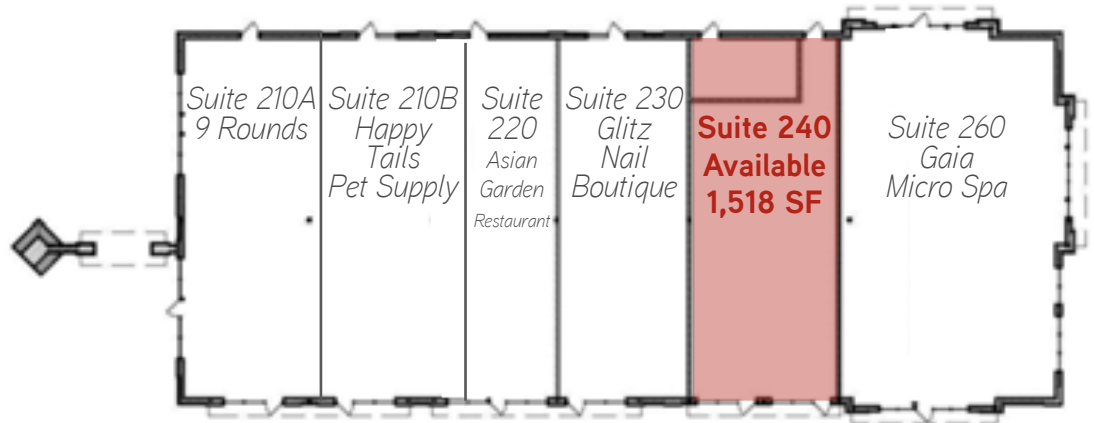 Suite 210A
9 Rounds
Suite 210B
Happy
Tails
Pet Supply
Suite
220
Asian
Garden
Restaurant
Suite 230
Glitz
Nail
Boutique
Suite 240
Available
1,518 SF
Suite 260
Gaia
Micro Spa